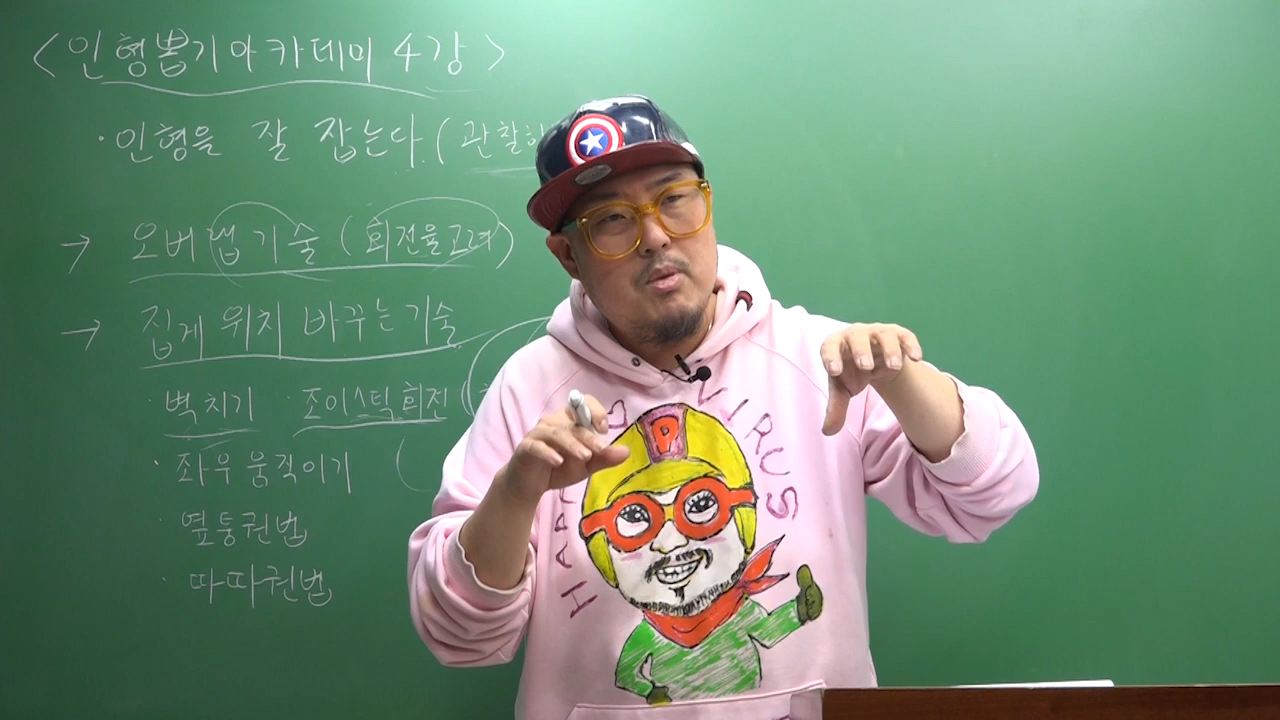 <인형뽑기아카데미 4강>
· 인형을 잘 잡는다. (관찰
→ 오버랩기술 (회전율고려)
→ 집게 위치 바꾸는 기술
· 벽치기 · 조이스틱 회전 (
· 좌우 움직이기 (
· 옆퉁권법
· 따따권법
P
VIRUS